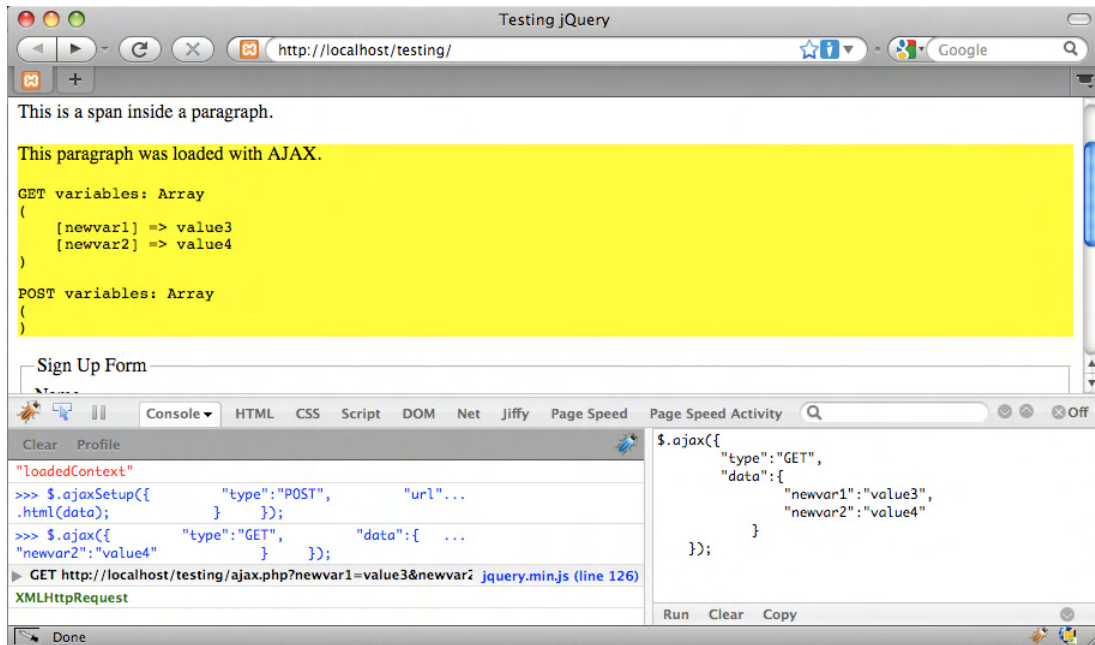 Testing jQuery
http://localhost/testing/
Google
This is a span inside a paragraph.
This paragraph was loaded with AJAX.
GET variables: Array
(
[newvar1] => value3
[newvar2] => value4
)
POST variables: Array
(
)
Sign Up Form
Name
Console HTML CSS Script DOM Net Jiffy Page Speed Page Speed Activity Off
Clear Profile
"loadedContext"
>>> $.ajaxSetup({ "type":"POST", "url"...
.html(data); } });
>>> $.ajax({ "type":"GET", "data":{ ...
"newvar2":"value4" } });
GET http://localhost/testing/ajax.php?newvar1=value3&newvar2 jquery.min.js (line 126)
XMLHttpRequest
$.ajax({
"type":"GET",
"data":{
"newvar1":"value3",
"newvar2":"value4"
}
});
Run Clear Copy
Done